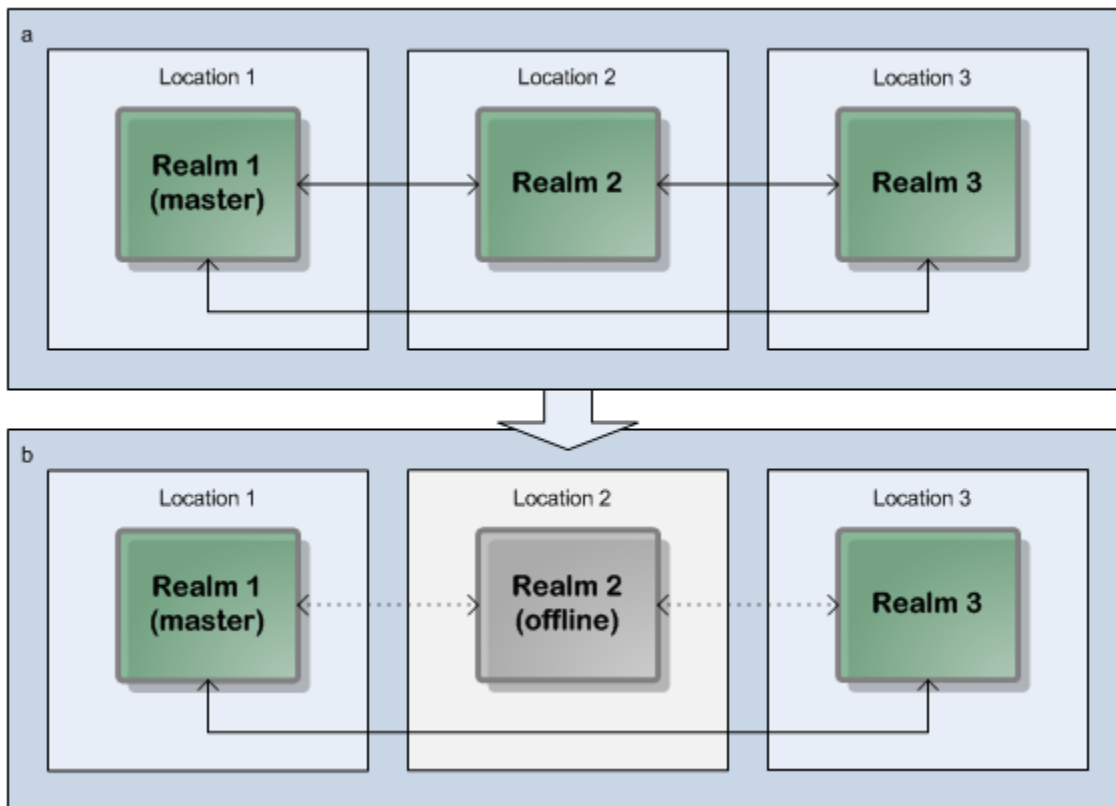 a
Location 1
Location 2
Location 3
Realm 1
(master)
Realm 2
Realm 3
b
Location 1
Location 2
Location 3
Realm 1
(master)
Realm 2
(offline)
Realm 3